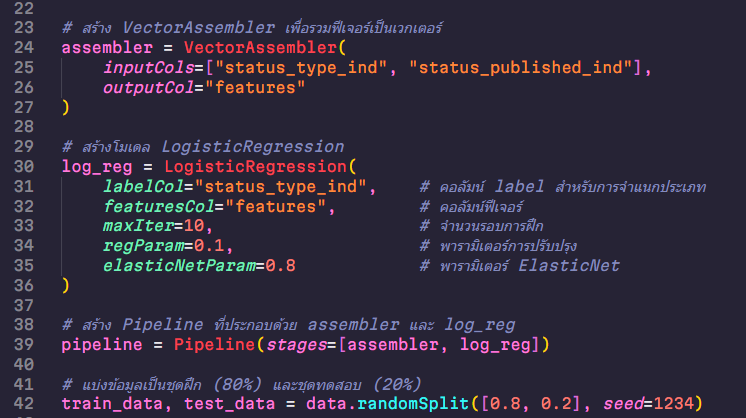 22
23 # สร้าง VectorAssembler เพื่อรวมฟีเจอร์เป็นเวกเตอร์
24 assembler = VectorAssembler(
25     inputCols=["status_type_ind", "status_published_ind"],
26     outputCol="features"
27 )
28
29 # สร้างโมเดล LogisticRegression
30 log_reg = LogisticRegression(
31     labelCol="status_type_ind",    # คอลัมน์ label สำหรับการจำแนกประเภท
32     featuresCol="features",        # คอลัมน์ฟีเจอร์
33     maxIter=10,                    # จำนวนรอบการฝึก
34     regParam=0.1,                  # พารามิเตอร์การปรับปรุง
35     elasticNetParam=0.8            # พารามิเตอร์ ElasticNet
36 )
37
38 # สร้าง Pipeline ที่ประกอบด้วย assembler และ log_reg
39 pipeline = Pipeline(stages=[assembler, log_reg])
40
41 # แบ่งข้อมูลเป็นชุดฝึก (80%) และชุดทดสอบ (20%)
42 train_data, test_data = data.randomSplit([0.8, 0.2], seed=1234)